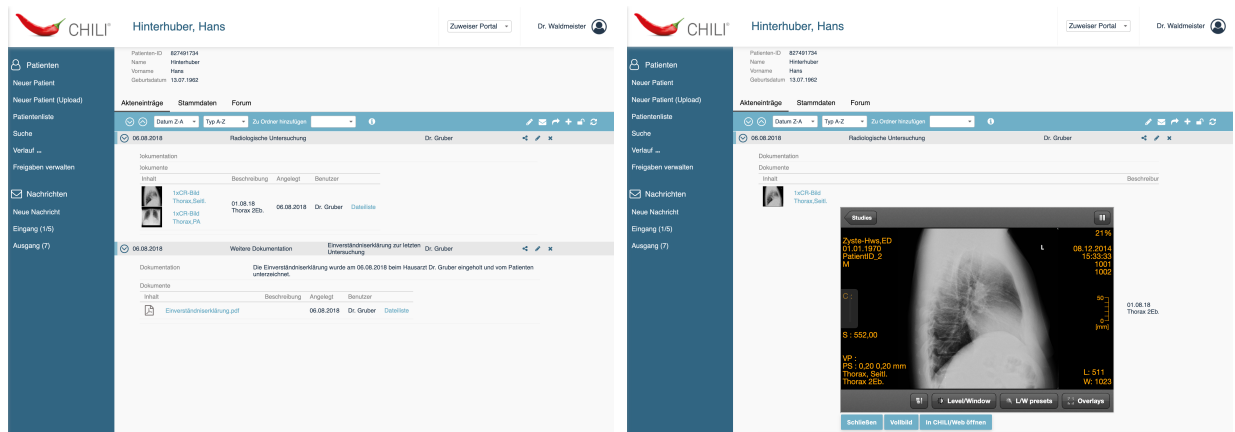 CHILI®
Hinterhuber, Hans
Zuweiser Portal
Dr. Waldmeister
Patienten
Neuer Patient
Neuer Patient (Upload)
Patientenliste
Suche
Verlauf ...
Freigaben verwalten
Nachrichten
Neue Nachricht
Eingang (1/5)
Ausgang (7)
Patienten-ID 827491734
Name Hinterhuber
Vorname Hans
Geburtsdatum 13.07.1962
Akteneinträge Stammdaten Forum
Datum Z-A Typ A-Z Zu Ordner hinzufügen
06.08.2018 Radiologische Untersuchung Dr. Gruber
lokumentation
lokumente
Inhalt Beschreibung Angelegt Benutzer
1xCR-Bild
Thorax,Seitl.
1xCR-Bild
Thorax,PA
01.08.18
Thorax 2Eb.
06.08.2018 Dr. Gruber Dateiliste
06.08.2018 Weitere Dokumentation Einverständniserklärung zur letzten
Untersuchung
Dr. Gruber
Dokumentation Die Einverständniserklärung wurde am 06.08.2018 beim Hausarzt Dr. Gruber eingeholt und vom Patienten
unterzeichnet.
Dokumente
Inhalt Beschreibung Angelegt Benutzer
Einverständniserklärung.pdf 06.08.2018 Dr. Gruber Dateiliste
CHILI®
Hinterhuber, Hans
Zuweiser Portal
Dr. Waldmeister
Patienten
Neuer Patient
Neuer Patient (Upload)
Patientenliste
Suche
Verlauf ...
Freigaben verwalten
Nachrichten
Neue Nachricht
Eingang (1/5)
Ausgang (7)
Patienten-ID 827491734
Name Hinterhuber
Vorname Hans
Geburtsdatum 13.07.1962
Akteneinträge Stammdaten Forum
Datum Z-A Typ A-Z Zu Ordner hinzufügen
06.08.2018 Radiologische Untersuchung Dr. Gruber
Dokumentation
Dokumente
Inhalt Beschreibur
1xCR-Bild
Thorax,Seitl.
Studies
21%
Zyste-Hws,ED
01.01.1970
PatientID_2
M
L
08.12.2014
15:33:33
1001
1002
C :
S : 552,00
50
0
[mm]
VP :
PS : 0,20 0,20 mm
Thorax, Seitl.
Thorax 2Eb.
L: 511
W: 1023
01.08.18
Thorax 2Eb.
Level/Window L/W presets Overlays
Schließen Vollbild In CHILI/Web öffnen